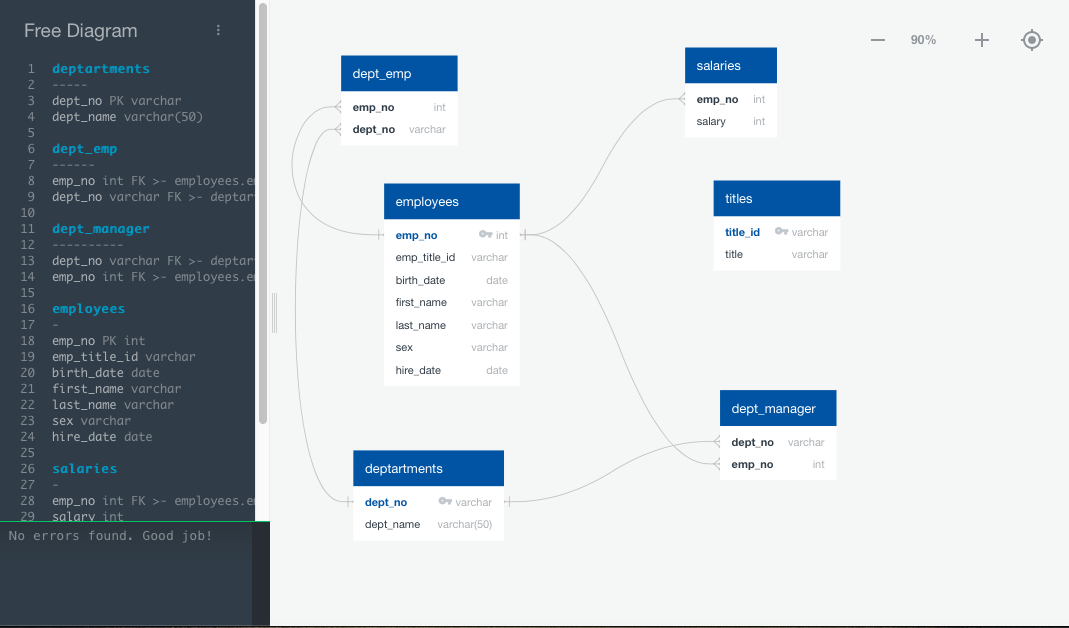 Free Diagram
1 deptartments
2 -----
3 dept_no PK varchar
4 dept_name varchar(50)
5
6 dept_emp
7 ------
8 emp_no int FK >- employees.e
9 dept_no varchar FK >- deptar
10
11 dept_manager
12 ----------
13 dept_no varchar FK >- deptar
14 emp_no int FK >- employees.e
15
16 employees
17 -
18 emp_no PK int
19 emp_title_id varchar
20 birth_date date
21 first_name varchar
22 last_name varchar
23 sex varchar
24 hire_date date
25
26 salaries
27 -
28 emp_no int FK >- employees.e
29 salary int
No errors found. Good job!
90%
dept_emp
emp_no int
dept_no varchar
salaries
emp_no int
salary int
employees
emp_no int
emp_title_id varchar
birth_date date
first_name varchar
last_name varchar
sex varchar
hire_date date
titles
title_id varchar
title varchar
dept_manager
dept_no varchar
emp_no int
deptartments
dept_no varchar
dept_name varchar(50)